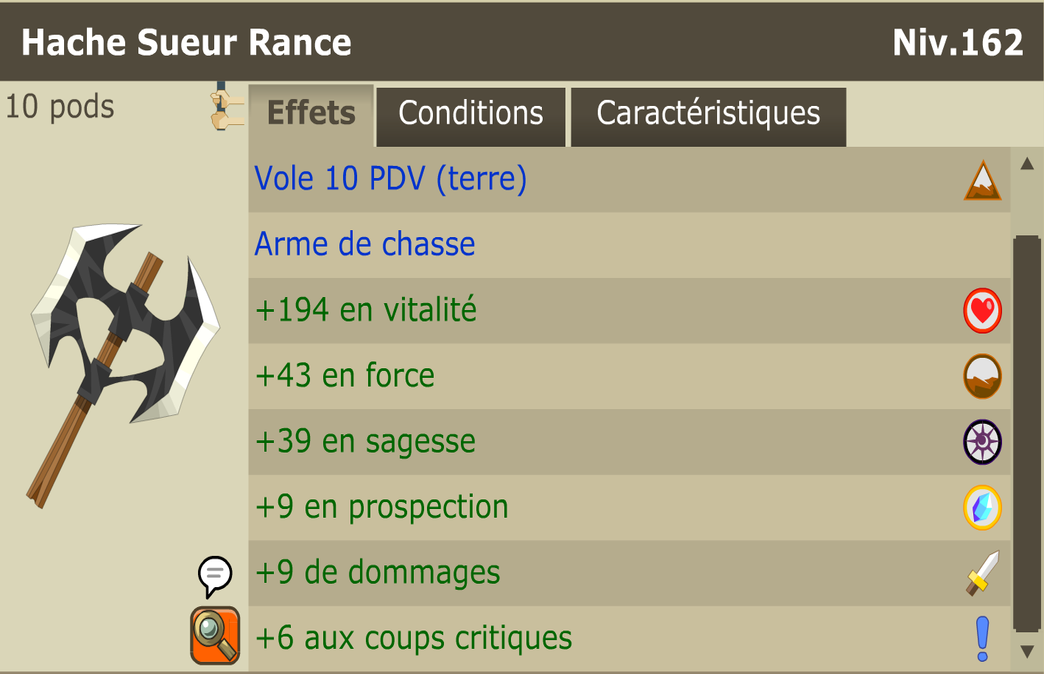 Hache Sueur Rance
Niv.162
10 pods
Effets
Conditions
Caractéristiques
Vole 10 PDV (terre)
Arme de chasse
+194 en vitalité
+43 en force
+39 en sagesse
+9 en prospection
+9 de dommages
+6 aux coups critiques